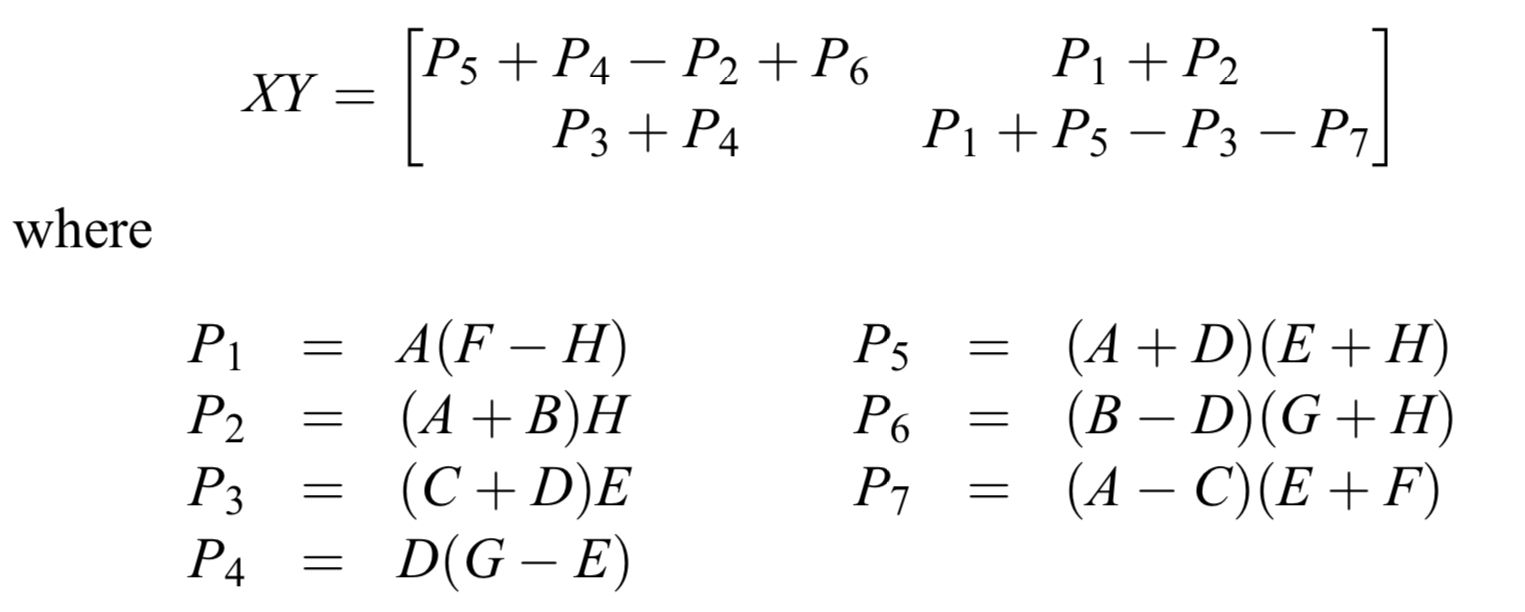 XY = [ P₅ + P₄ − P₂ + P₆   P₁ + P₂
P₃ + P₄   P₁ + P₅ − P₃ − P₇ ]
where
P₁ = A(F − H)   P₅ = (A + D)(E + H)
P₂ = (A + B)H   P₆ = (B − D)(G + H)
P₃ = (C + D)E   P₇ = (A − C)(E + F)
P₄ = D(G − E)